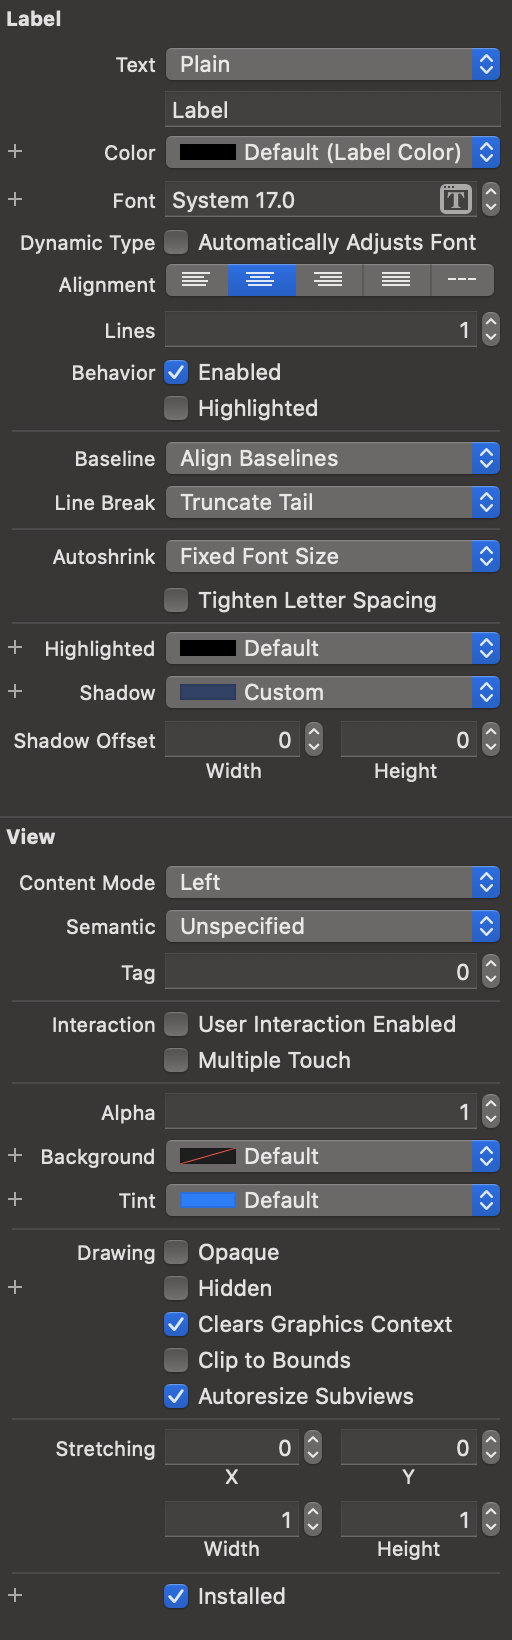 Label
Text Plain
Label
+ Color Default (Label Color)
+ Font System 17.0 T
Dynamic Type Automatically Adjusts Font
Alignment ---
Lines 1
Behavior Enabled
Highlighted
Baseline Align Baselines
Line Break Truncate Tail
Autoshrink Fixed Font Size
Tighten Letter Spacing
+ Highlighted Default
+ Shadow Custom
Shadow Offset 0 0
Width Height
View
Content Mode Left
Semantic Unspecified
Tag 0
Interaction User Interaction Enabled
Multiple Touch
Alpha 1
+ Background Default
+ Tint Default
Drawing Opaque
+ Hidden
Clears Graphics Context
Clip to Bounds
Autoresize Subviews
Stretching 0 0
X Y
1 1
Width Height
+ Installed